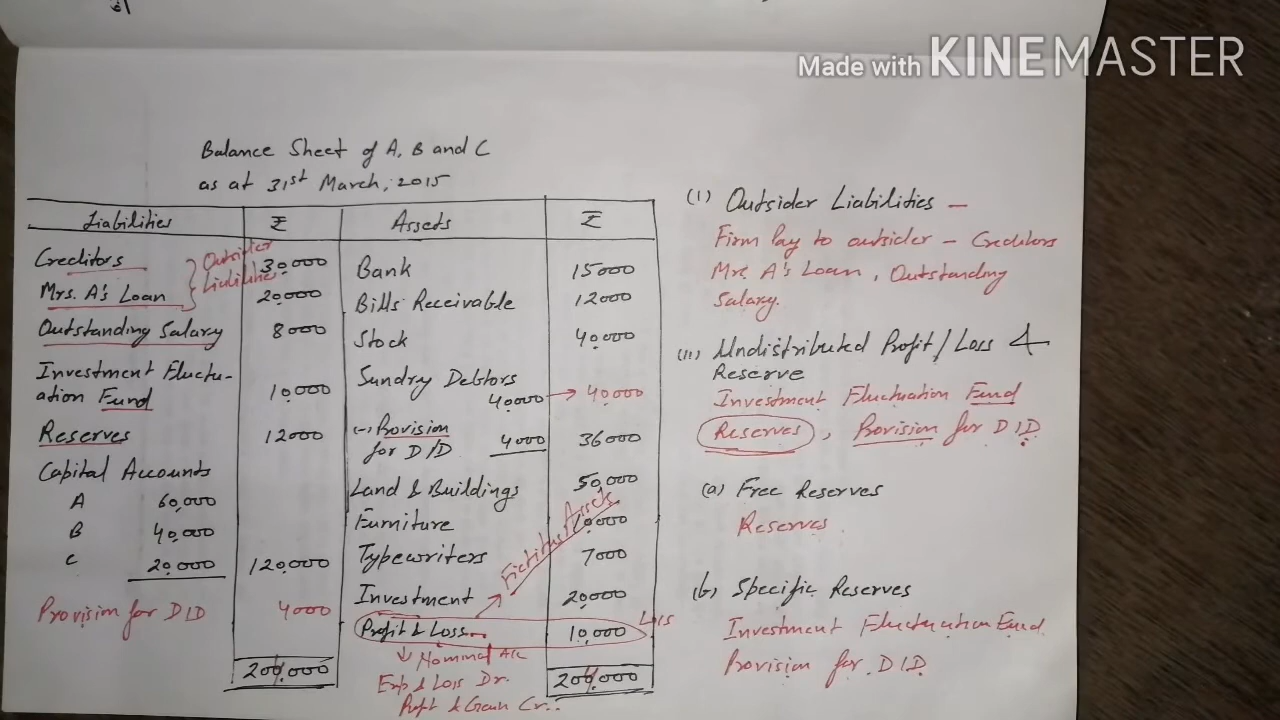 Made with KINEMASTER
Balance Sheet of A, B and C
as at 31st March, 2015
Liabilities ₹ Assets ₹
Creditors 30,000 Bank 15000
Outsider
Liabilities
Mrs. A's Loan 20,000 Bills Receivable 12000
Outstanding Salary 8000 Stock 40,000
Investment Fluctu-
ation Fund 10,000 Sundry Debtors
40,000 → 40,000
Reserves 12000 (-) Provision
for D/D 4000 36000
Capital Accounts
A 60,000 Land & Buildings 50,000
B 40,000 Furniture
C 20,000 120,000 Typewriters 7000
Fictitious Assets
Provision for D/D 4000 Investment 20,000
Profit & Loss 10,000 Loss
Nominal A/c
Exp & Loss Dr.
Profit & Gain Cr..
(i) Outsider Liabilities –
Firm Pay to outsider – Creditors
Mrs. A's Loan, Outstanding
Salary.
(ii) Undistributed Profit/Loss &
Reserve
Investment Fluctuation Fund
Reserves, Provision for D/D
(a) Free Reserves
Reserves
(b) Specific Reserves
Investment Fluctuation Fund
Provision for D/D